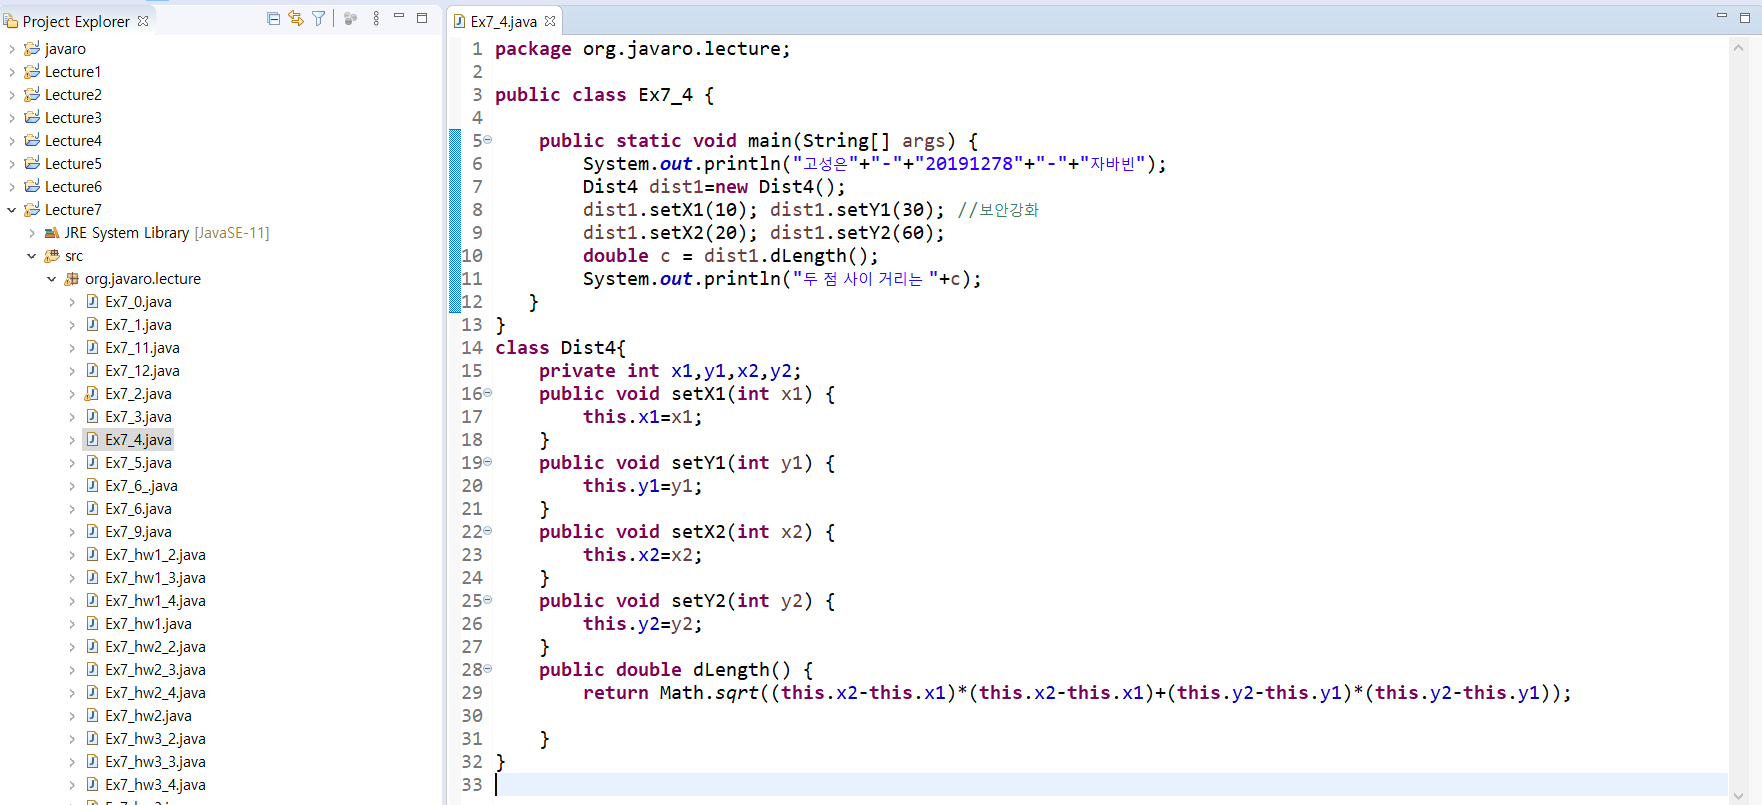 Project Explorer
javaro
Lecture1
Lecture2
Lecture3
Lecture4
Lecture5
Lecture6
Lecture7
JRE System Library [JavaSE-11]
src
org.javaro.lecture
Ex7_0.java
Ex7_1.java
Ex7_11.java
Ex7_12.java
Ex7_2.java
Ex7_3.java
Ex7_4.java
Ex7_5.java
Ex7_6_.java
Ex7_6.java
Ex7_9.java
Ex7_hw1_2.java
Ex7_hw1_3.java
Ex7_hw1_4.java
Ex7_hw1.java
Ex7_hw2_2.java
Ex7_hw2_3.java
Ex7_hw2_4.java
Ex7_hw2.java
Ex7_hw3_2.java
Ex7_hw3_3.java
Ex7_hw3_4.java
Ex7_4.java
1 package org.javaro.lecture;
2
3 public class Ex7_4 {
4
5 public static void main(String[] args) {
6 System.out.println("고성은"+"-"+"20191278"+"-"+"자바빈");
7 Dist4 dist1=new Dist4();
8 dist1.setX1(10); dist1.setY1(30); //보안강화
9 dist1.setX2(20); dist1.setY2(60);
10 double c = dist1.dLength();
11 System.out.println("두 점 사이 거리는 "+c);
12 }
13 }
14 class Dist4{
15 private int x1,y1,x2,y2;
16 public void setX1(int x1) {
17 this.x1=x1;
18 }
19 public void setY1(int y1) {
20 this.y1=y1;
21 }
22 public void setX2(int x2) {
23 this.x2=x2;
24 }
25 public void setY2(int y2) {
26 this.y2=y2;
27 }
28 public double dLength() {
29 return Math.sqrt((this.x2-this.x1)*(this.x2-this.x1)+(this.y2-this.y1)*(this.y2-this.y1));
30
31 }
32 }
33